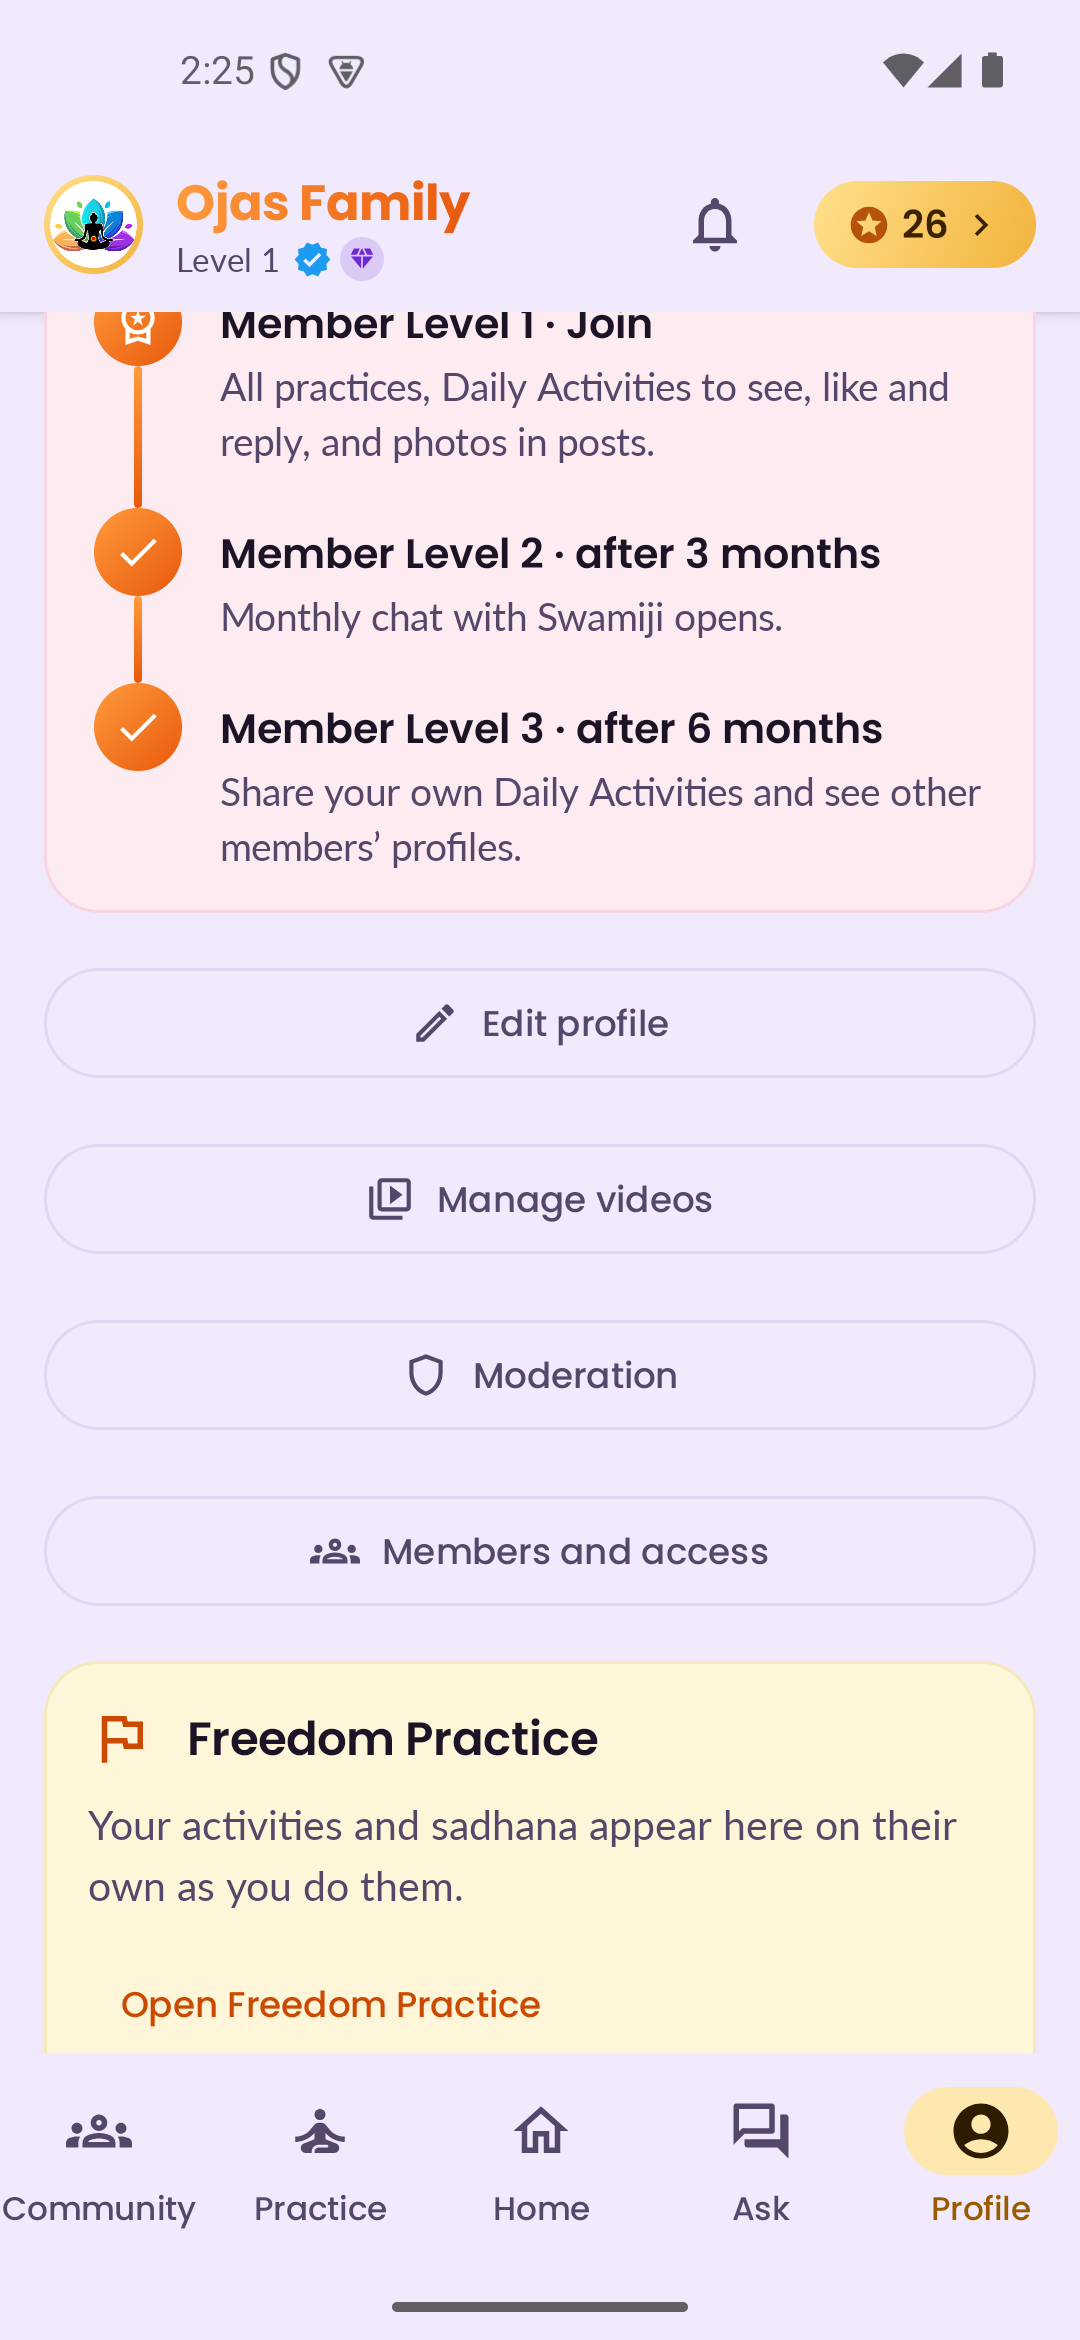 2:25
Ojas Family
26
Level 1
Member Level 1 · Join
All practices, Daily Activities to see, like and
reply, and photos in posts.
Member Level 2 · after 3 months
Monthly chat with Swamiji opens.
Member Level 3 · after 6 months
Share your own Daily Activities and see other
members’ profiles.
Edit profile
Manage videos
Moderation
Members and access
Freedom Practice
Your activities and sadhana appear here on their
own as you do them.
Open Freedom Practice
Community
Practice
Home
Ask
Profile